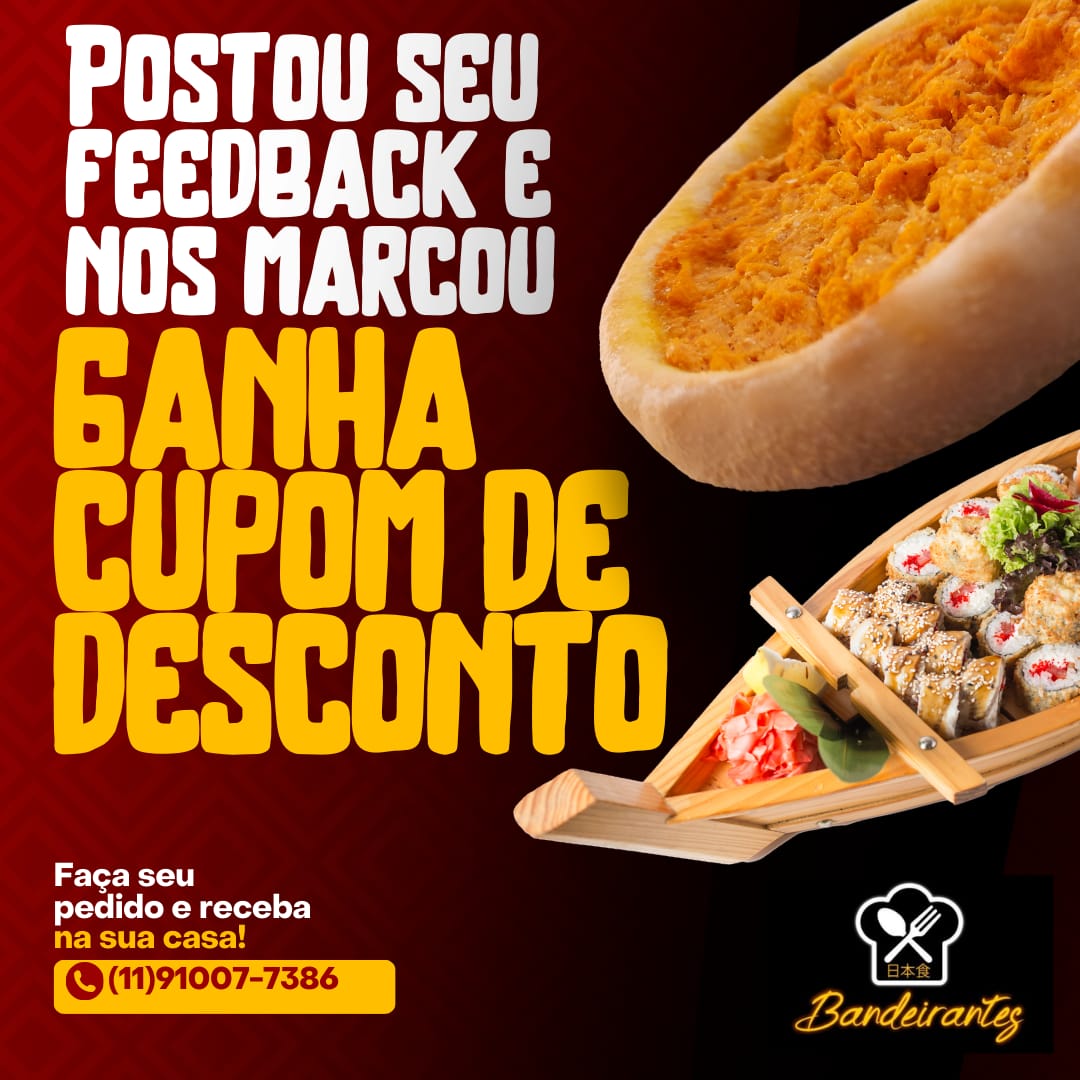 POSTOU SEU
FEEDBACK E
NOS MARCOU
GANHA
CUPOM DE
DESCONTO
Faça seu
pedido e receba
na sua casa!
(11)91007-7386
日本食
Bandeirantes